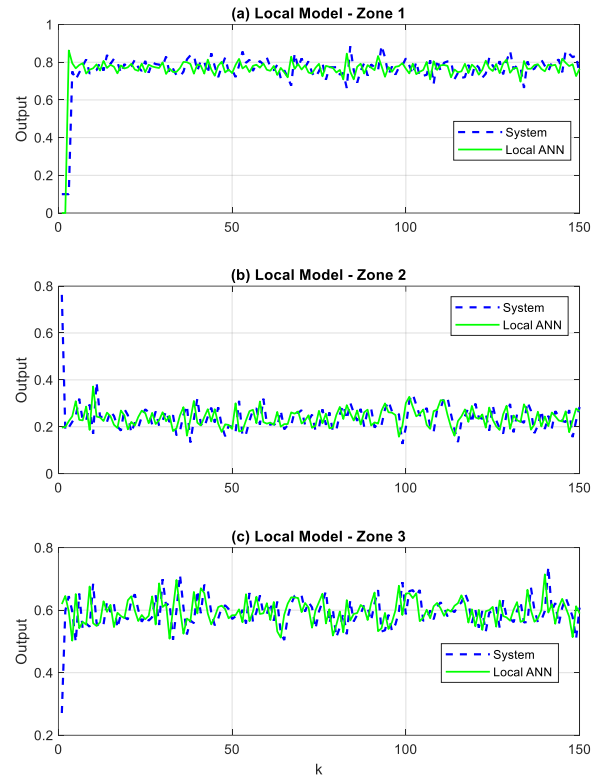 (a) Local Model - Zone 1
1
0.8
0.6
0.4
0.2
0
Output
System
Local ANN
0
50
100
150
(b) Local Model - Zone 2
0.8
0.6
0.4
0.2
0
Output
System
Local ANN
0
50
100
150
(c) Local Model - Zone 3
0.8
0.6
0.4
0.2
Output
System
Local ANN
0
50
100
150
k